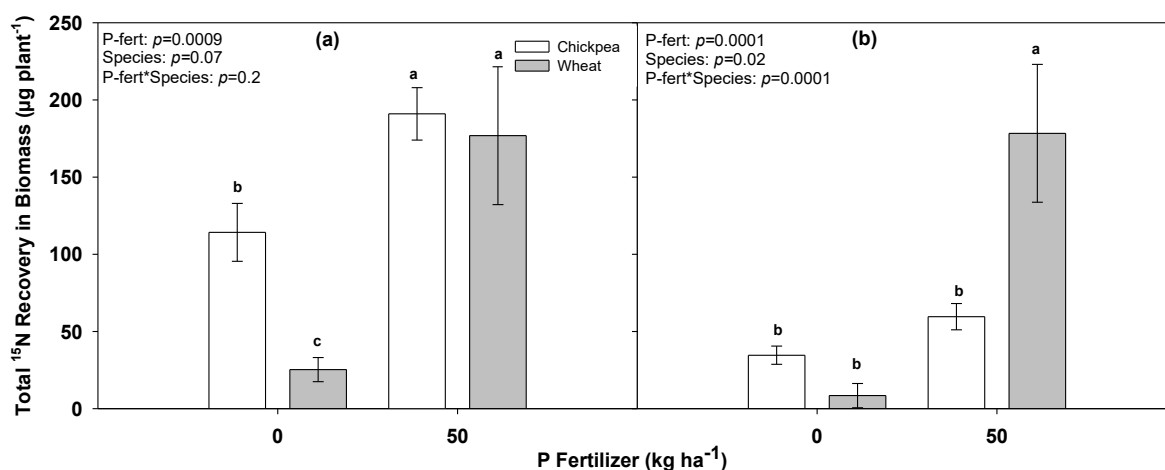 Total ¹⁵N Recovery in Biomass (µg plant⁻¹)
250
200
150
100
50
0
P-fert: p=0.0009
Species: p=0.07
P-fert*Species: p=0.2
(a)
Chickpea
Wheat
b
c
a
a
P-fert: p=0.0001
Species: p=0.02
P-fert*Species: p=0.0001
(b)
b
b
b
a
0
50
0
50
P Fertilizer (kg ha⁻¹)